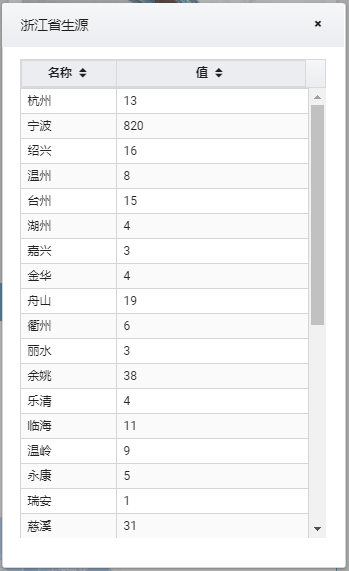 浙江省生源
名称 值
杭州 13
宁波 820
绍兴 16
温州 8
台州 15
湖州 4
嘉兴 3
金华 4
舟山 19
衢州 6
丽水 3
余姚 38
乐清 4
临海 11
温岭 9
永康 5
瑞安 1
慈溪 31